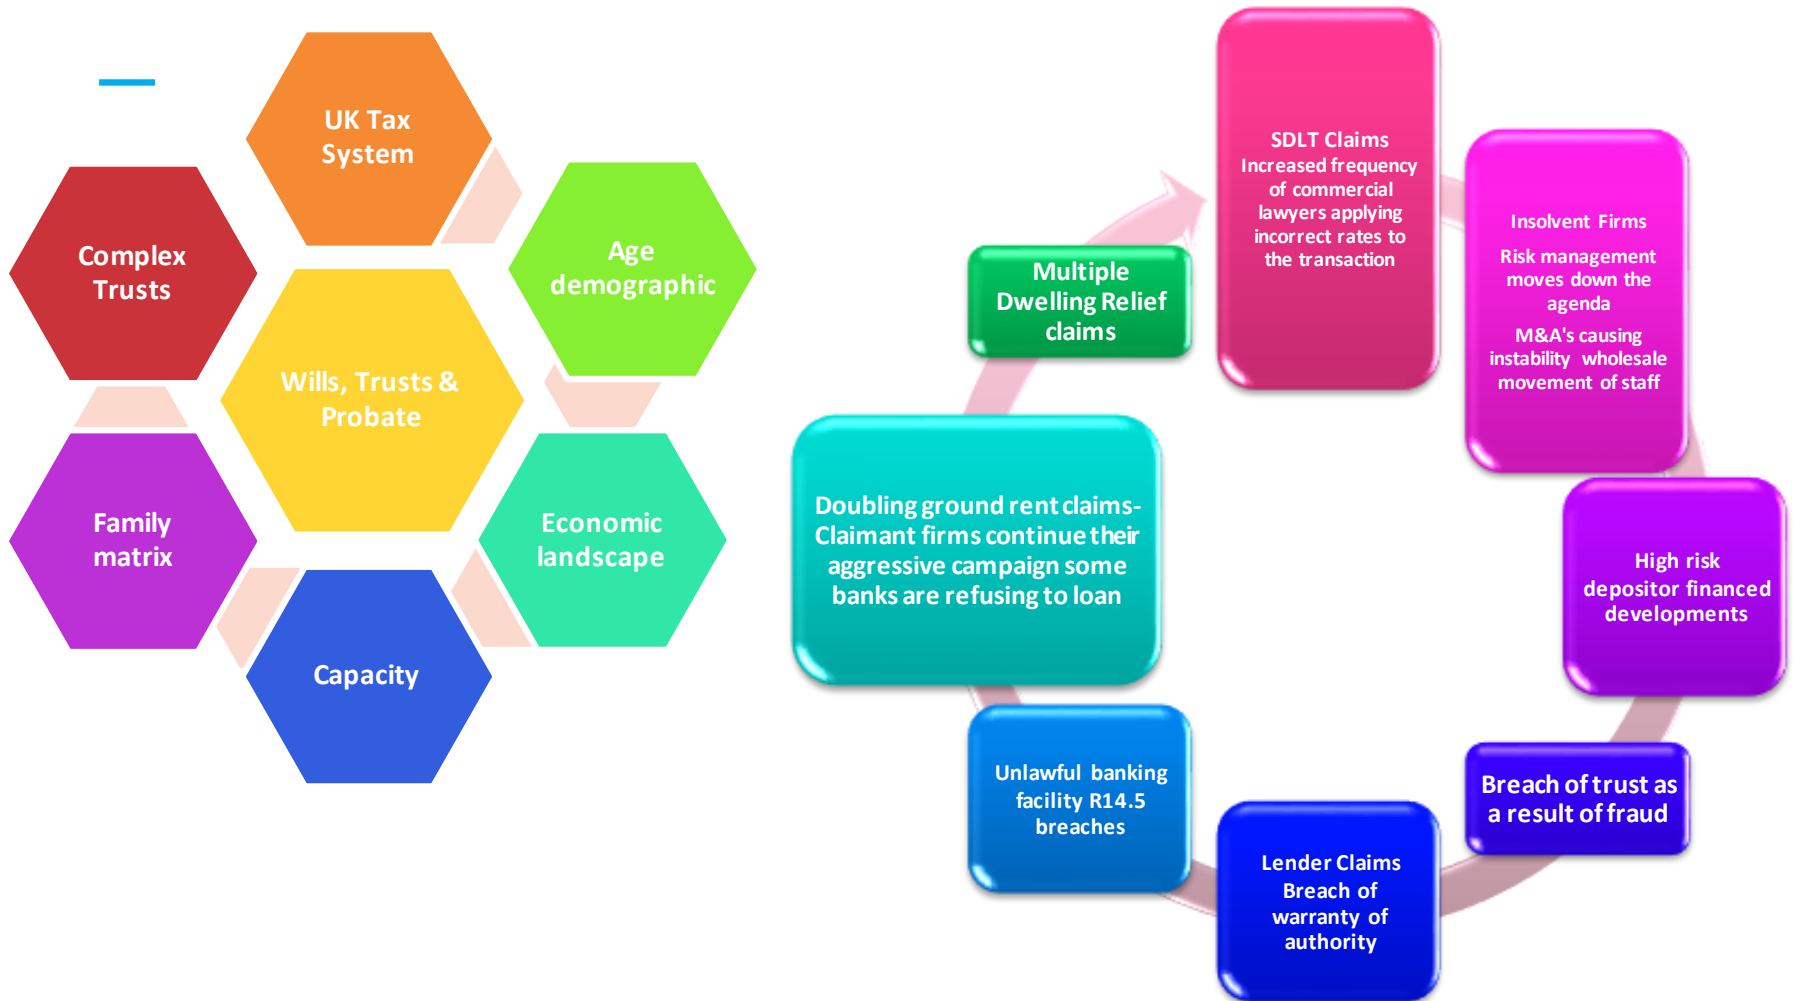 UK Tax
System
Age
demographic
Complex
Trusts
Wills, Trusts &
Probate
Family
matrix
Economic
landscape
Capacity
SDLT Claims
Increased frequency
of commercial
lawyers applying
incorrect rates to
the transaction
Insolvent Firms
Risk management
moves down the
agenda
M&A's causing
instability wholesale
movement of staff
High risk
depositor financed
developments
Breach of trust as
a result of fraud
Lender Claims
Breach of
warranty of
authority
Unlawful banking
facility R14.5
breaches
Doubling ground rent claims-
Claimant firms continue their
aggressive campaign some
banks are refusing to loan
Multiple
Dwelling Relief
claims